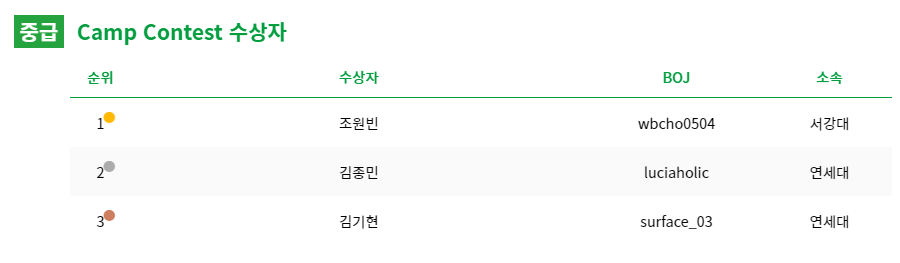 중급 Camp Contest 수상자
순위 수상자 BOJ 소속
1 조원빈 wbcho0504 서강대
2 김종민 luciaholic 연세대
3 김기현 surface_03 연세대